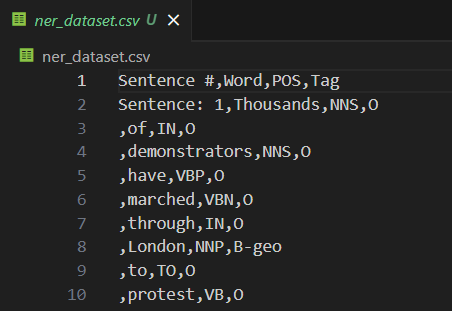 ner_dataset.csv U
ner_dataset.csv
1 Sentence #,Word,POS,Tag
2 Sentence: 1,Thousands,NNS,O
3 ,of,IN,O
4 ,demonstrators,NNS,O
5 ,have,VBP,O
6 ,marched,VBN,O
7 ,through,IN,O
8 ,London,NNP,B-geo
9 ,to,TO,O
10 ,protest,VB,O